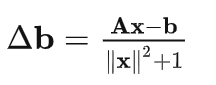 Δb = (Ax−b) / (‖x‖² +1)